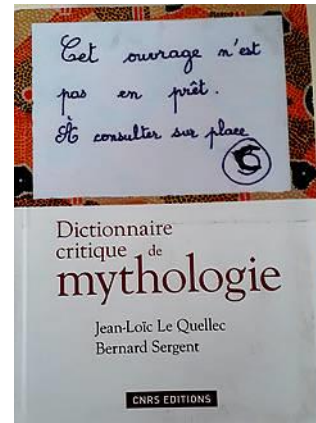 Cet ouvrage n'est
pas en prêt.
À consulter sur place
Dictionnaire
critique de
mythologie
Jean-Loïc Le Quellec
Bernard Sergent
CNRS EDITIONS